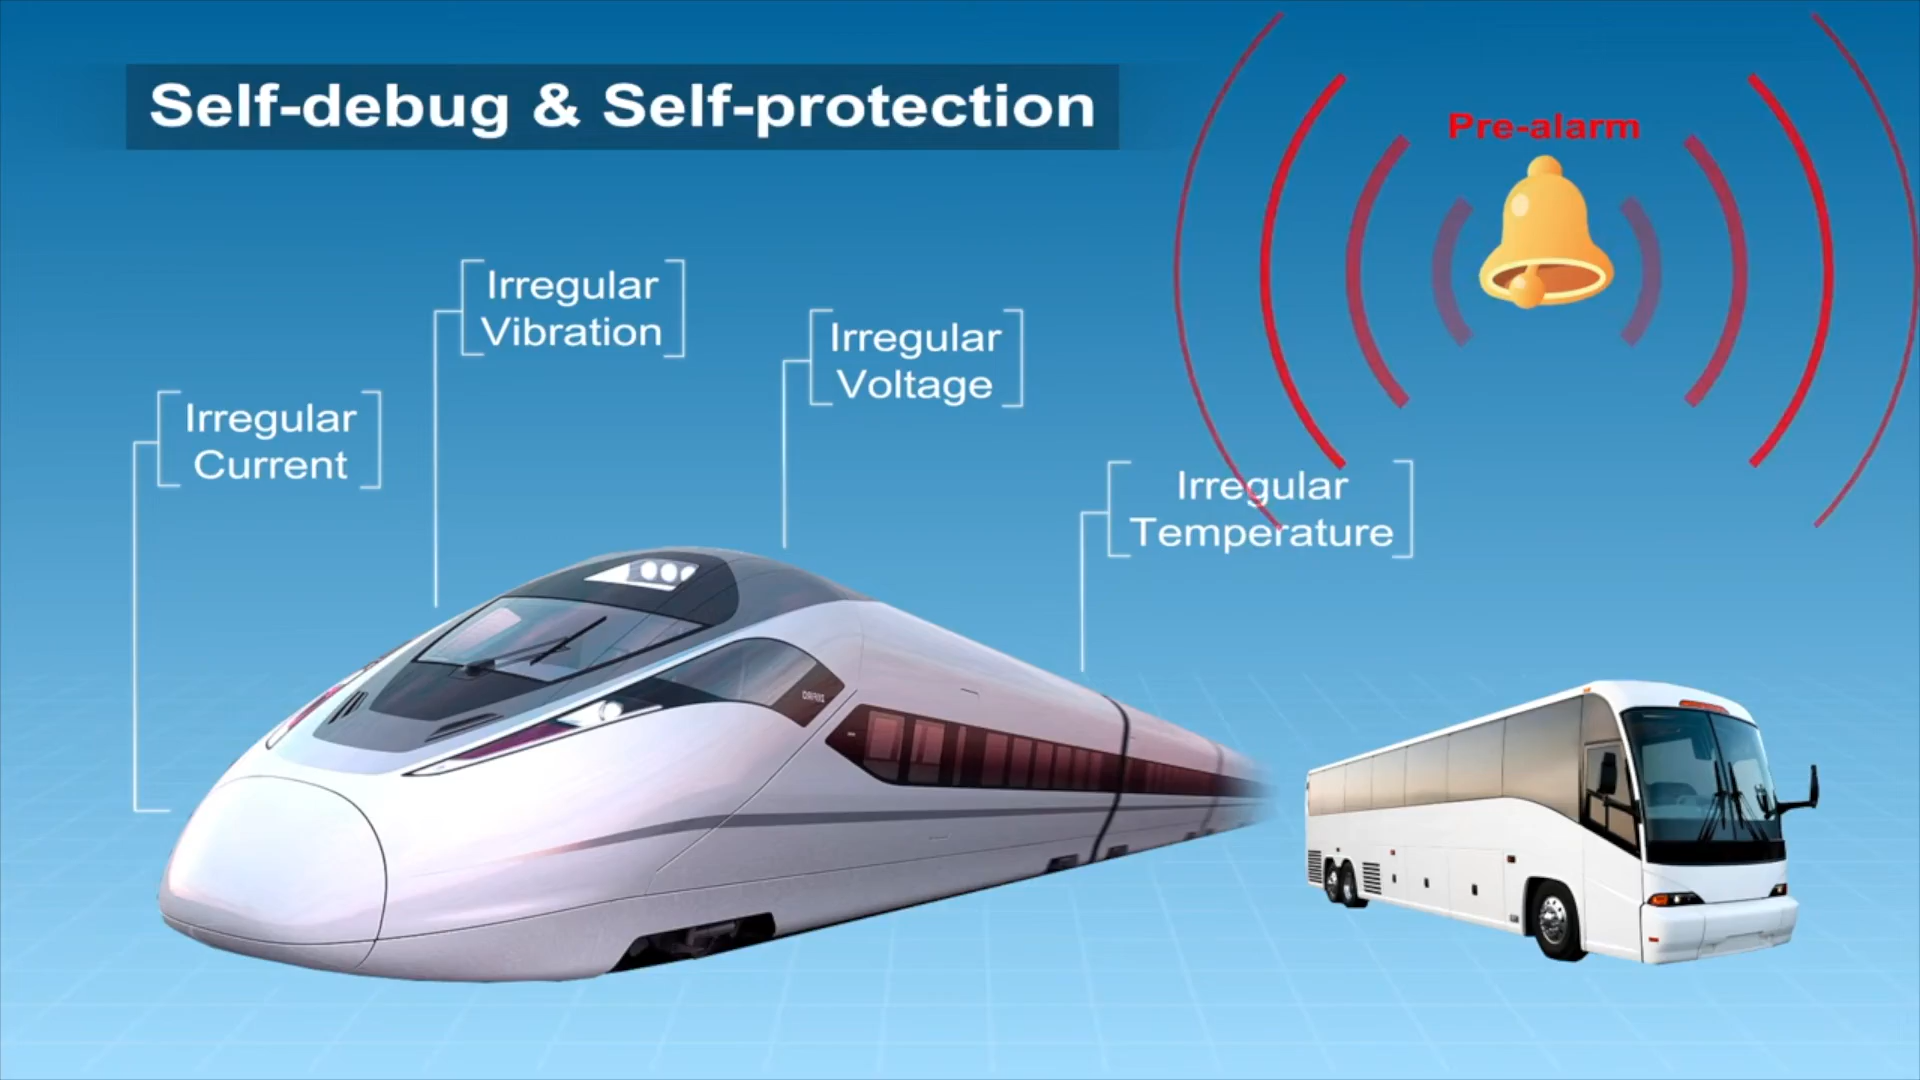 Self-debug & Self-protection
Pre-alarm
Irregular
Vibration
Irregular
Voltage
Irregular
Current
Irregular
Temperature